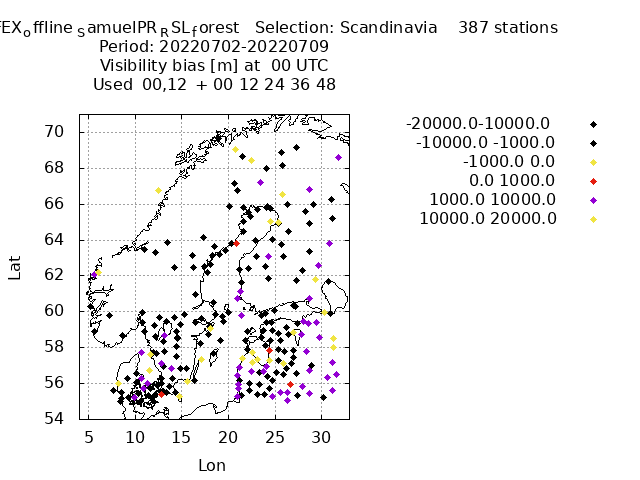 FEX_offline_SamuelPR_RSL_forest Selection: Scandinavia 387 stations
Period: 20220702-20220709
Visibility bias [m] at 00 UTC
Used 00,12 + 00 12 24 36 48
-20000.0-10000.0
-10000.0 -1000.0
-1000.0 0.0
0.0 1000.0
1000.0 10000.0
10000.0 20000.0
70
68
66
64
62
60
58
56
54
Lat
5 10 15 20 25 30
Lon